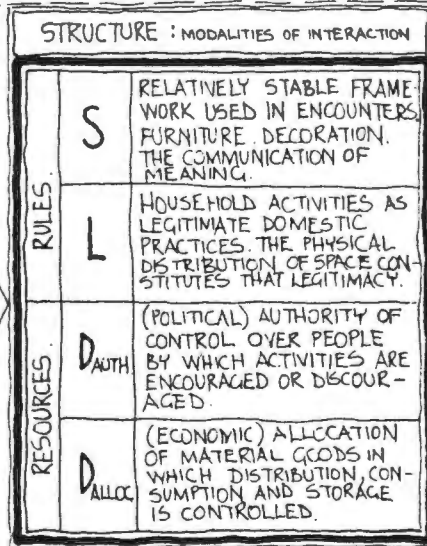 STRUCTURE : MODALITIES OF INTERACTION
RULES.
S
RELATIVELY STABLE FRAME-
WORK USED IN ENCOUNTERS.
FURNITURE. DECORATION.
THE COMMUNICATION OF
MEANING.
L
HOUSEHOLD ACTIVITIES AS
LEGITIMATE DOMESTIC
PRACTICES. THE PHYSICAL
DISTRIBUTION OF SPACE CON-
STITUTES THAT LEGITIMACY.
RESOURCES.
DAUTH
(POLITICAL) AUTHORITY OF
CONTROL OVER PEOPLE
BY WHICH ACTIVITIES ARE
ENCOURAGED OR DISCOUR-
AGED.
DALLOC
(ECONOMIC) ALLOCATION
OF MATERIAL GOODS IN
WHICH DISTRIBUTION, CON-
SUMPTION AND STORAGE
IS CONTROLLED.